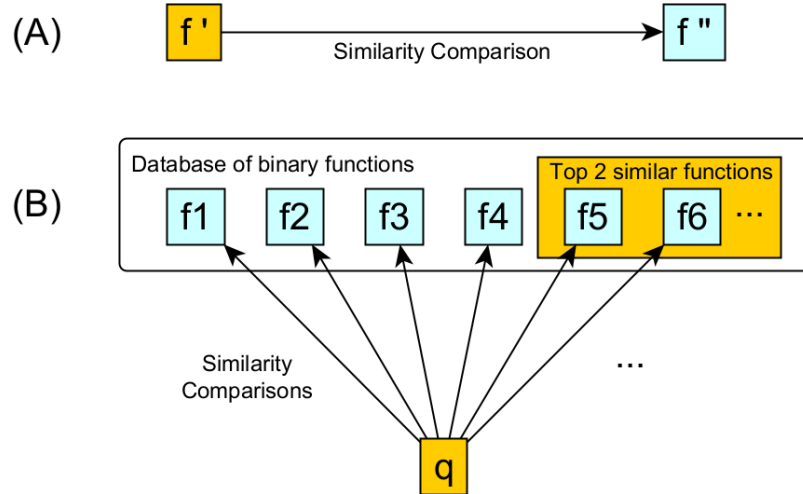 (A)
f '
f "
Similarity Comparison
Database of binary functions
Top 2 similar functions
(B)
f1
f2
f3
f4
f5
f6
...
Similarity
Comparisons
...
q